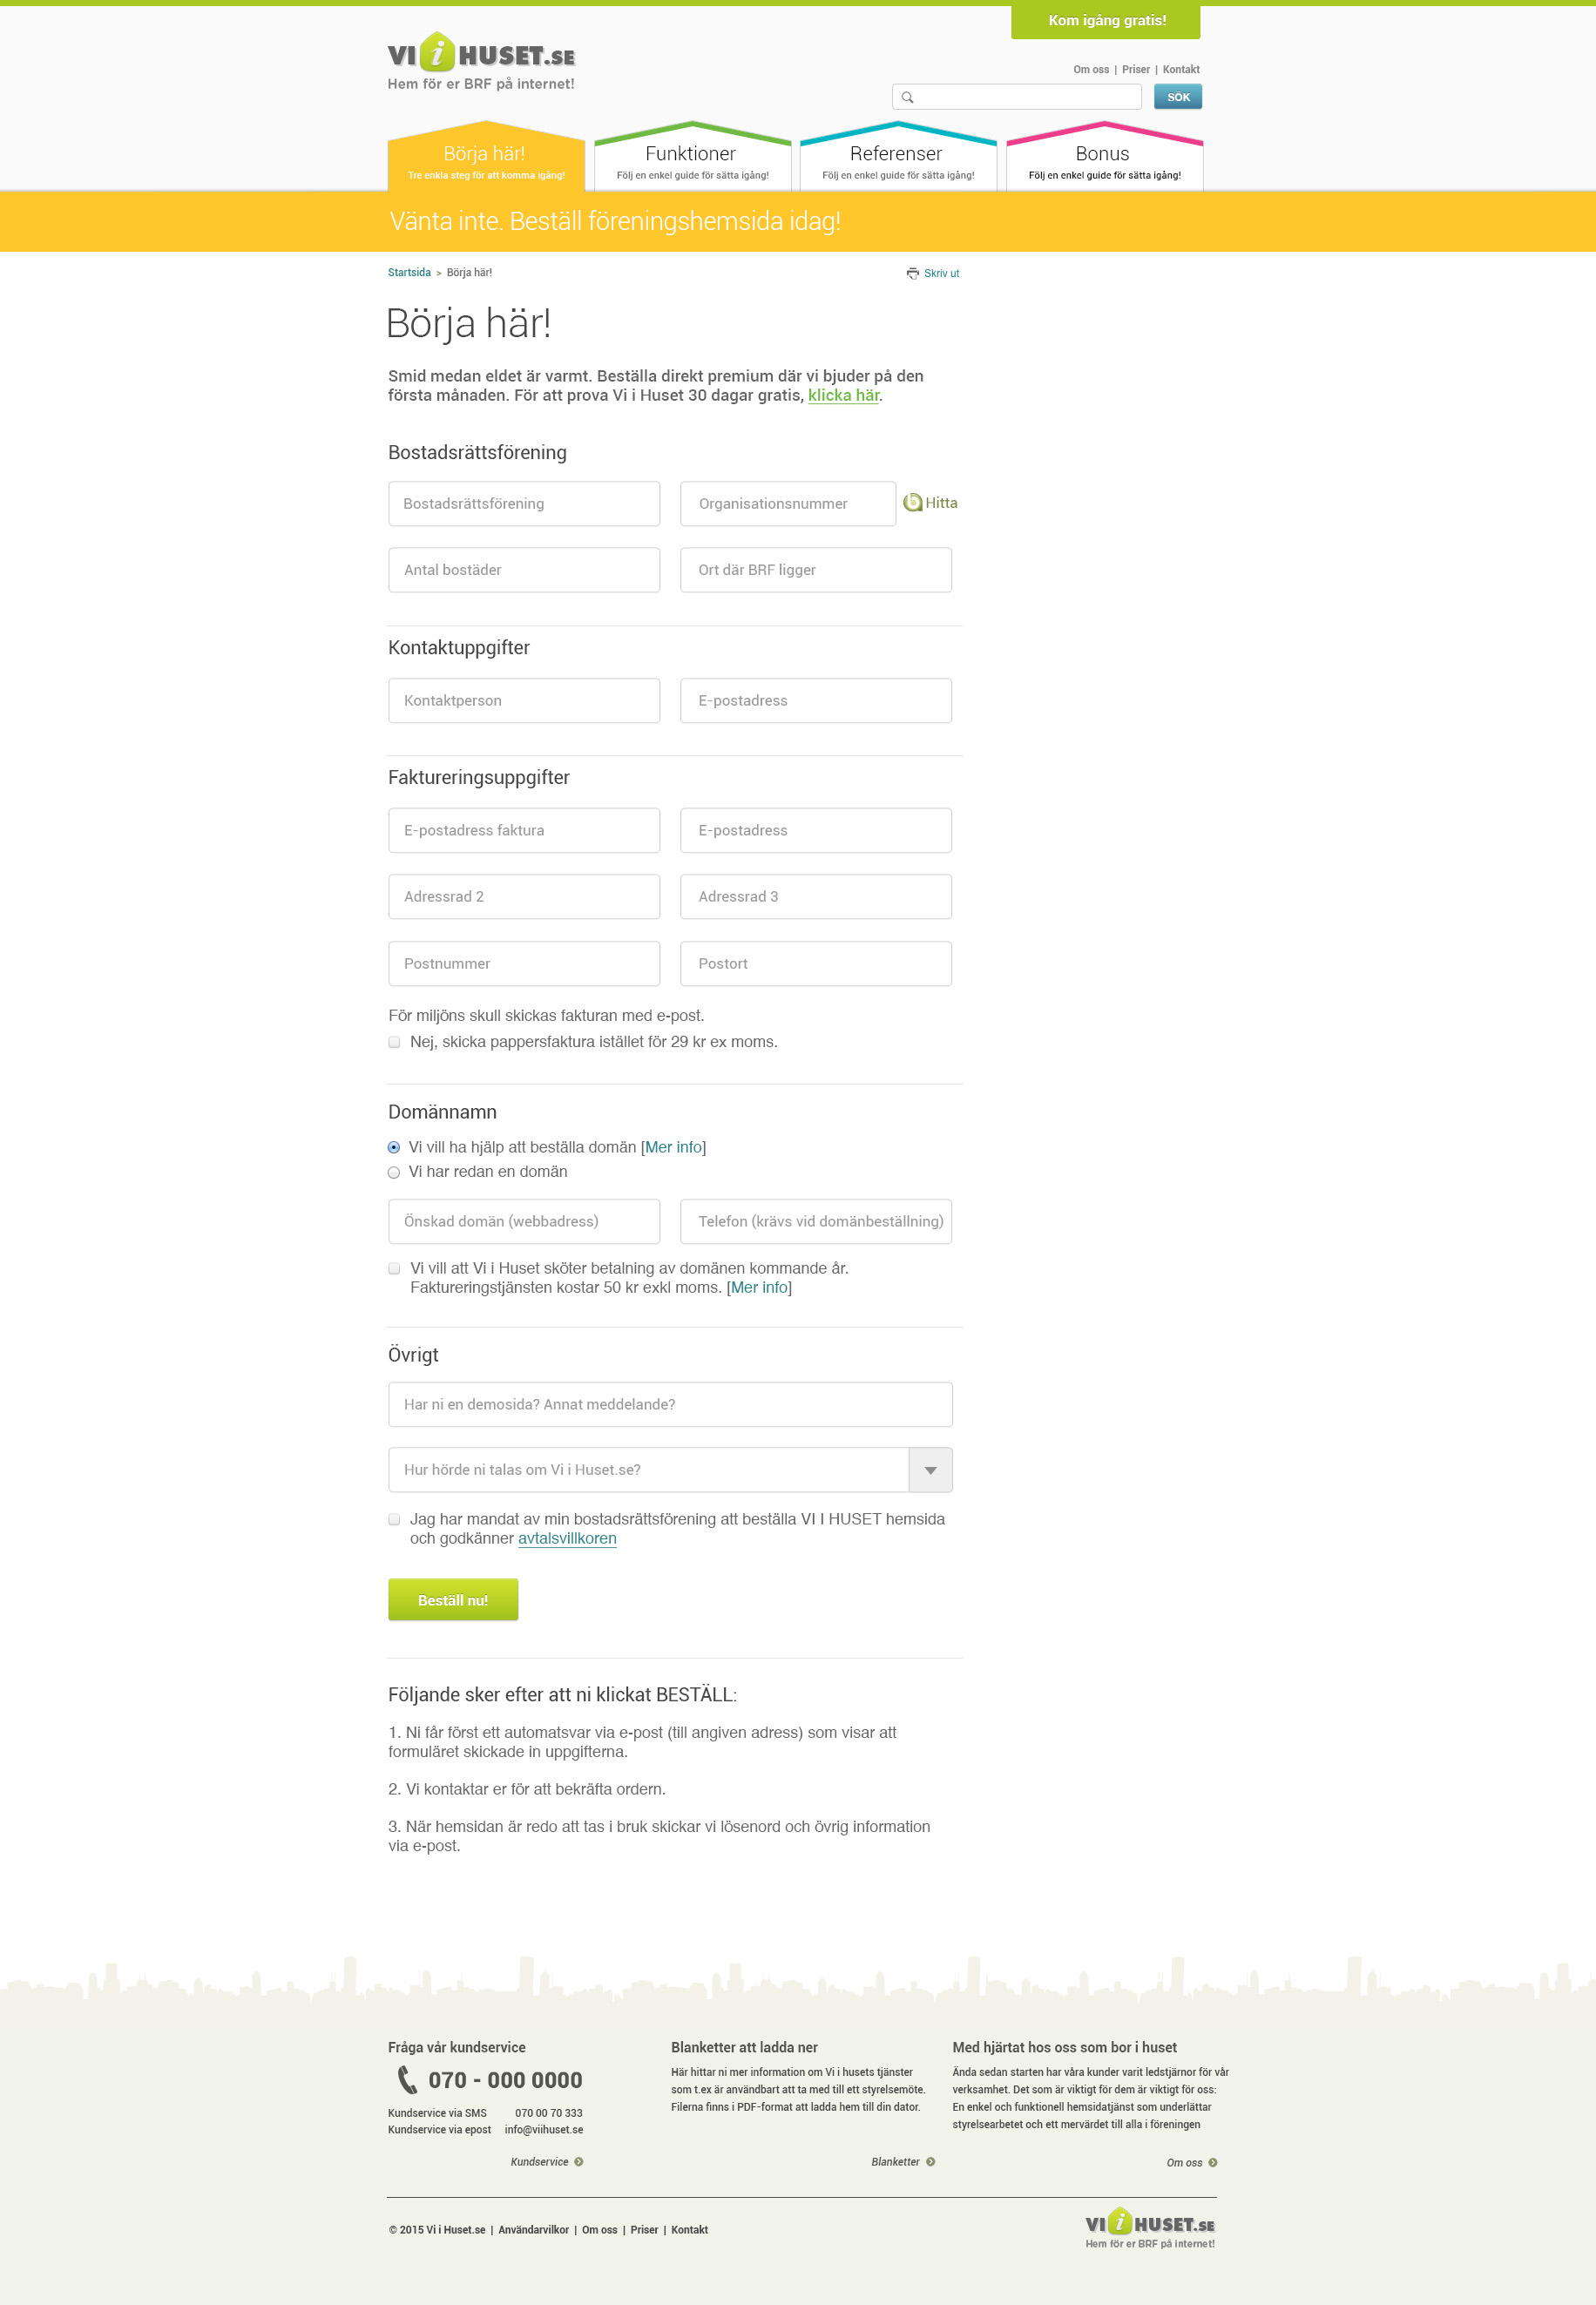 Kom igång gratis!
VI i HUSET.SE
Hem för er BRF på internet!
Om oss | Priser | Kontakt
SÖK
Börja här!
Tre enkla steg för att komma igång!
Funktioner
Följ en enkel guide för sätta igång!
Referenser
Följ en enkel guide för sätta igång!
Bonus
Följ en enkel guide för sätta igång!
Vänta inte. Beställ föreningshemsida idag!
Startsida > Börja här!
Skriv ut
Börja här!
Smid medan eldet är varmt. Beställa direkt premium där vi bjuder på den
första månaden. För att prova Vi i Huset 30 dagar gratis, klicka här.
Bostadsrättsförening
Bostadsrättsförening
Organisationsnummer
Hitta
Antal bostäder
Ort där BRF ligger
Kontaktuppgifter
Kontaktperson
E-postadress
Faktureringsuppgifter
E-postadress faktura
E-postadress
Adressrad 2
Adressrad 3
Postnummer
Postort
För miljöns skull skickas fakturan med e-post.
Nej, skicka pappersfaktura istället för 29 kr ex moms.
Domännamn
Vi vill ha hjälp att beställa domän [Mer info]
Vi har redan en domän
Önskad domän (webbadress)
Telefon (krävs vid domänbeställning)
Vi vill att Vi i Huset sköter betalning av domänen kommande år.
Faktureringstjänsten kostar 50 kr exkl moms. [Mer info]
Övrigt
Har ni en demosida? Annat meddelande?
Hur hörde ni talas om Vi i Huset.se?
Jag har mandat av min bostadsrättsförening att beställa VI I HUSET hemsida
och godkänner avtalsvillkoren
Beställ nu!
Följande sker efter att ni klickat BESTÄLL:
1. Ni får först ett automatsvar via e-post (till angiven adress) som visar att
formuläret skickade in uppgifterna.
2. Vi kontaktar er för att bekräfta ordern.
3. När hemsidan är redo att tas i bruk skickar vi lösenord och övrig information
via e-post.
Fråga vår kundservice
070 - 000 0000
Kundservice via SMS 070 00 70 333
Kundservice via epost info@viihuset.se
Kundservice
Blanketter att ladda ner
Här hittar ni mer information om Vi i husets tjänster
som t.ex är användbart att ta med till ett styrelsemöte.
Filerna finns i PDF-format att ladda hem till din dator.
Blanketter
Med hjärtat hos oss som bor i huset
Ända sedan starten har våra kunder varit ledstjärnor för vår
verksamhet. Det som är viktigt för dem är viktigt för oss:
En enkel och funktionell hemsidatjänst som underlättar
styrelsearbetet och ett mervärdet till alla i föreningen
Om oss
© 2015 Vi i Huset.se | Användarvilkor | Om oss | Priser | Kontakt
VI i HUSET.SE
Hem för er BRF på internet!